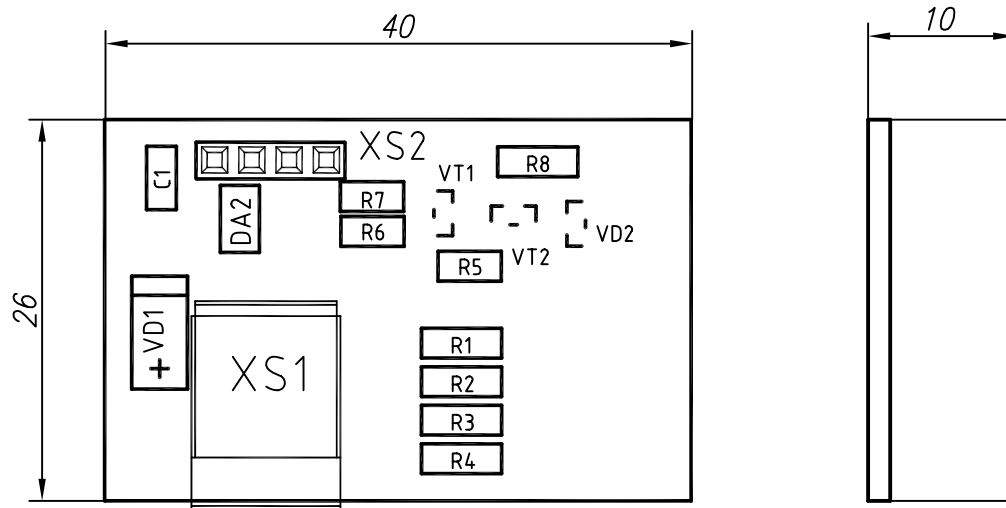 40
10
XS2
R8
C1
VT1
R7
DA2
R6
VD2
VT2
R5
26
VD1
+
R1
XS1
R2
R3
R4